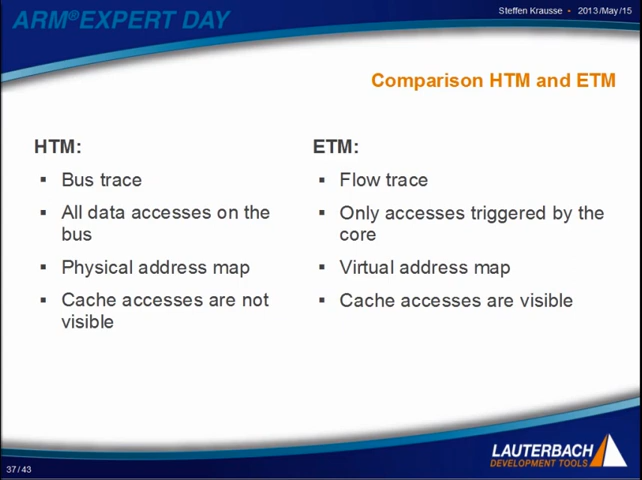 ARM®EXPERT DAY
Steffen Krausse • 2013/May/15
Comparison HTM and ETM
HTM:
▪ Bus trace
▪ All data accesses on the
bus
▪ Physical address map
▪ Cache accesses are not
visible
ETM:
▪ Flow trace
▪ Only accesses triggered by the
core
▪ Virtual address map
▪ Cache accesses are visible
37/43
LAUTERBACH
DEVELOPMENT TOOLS